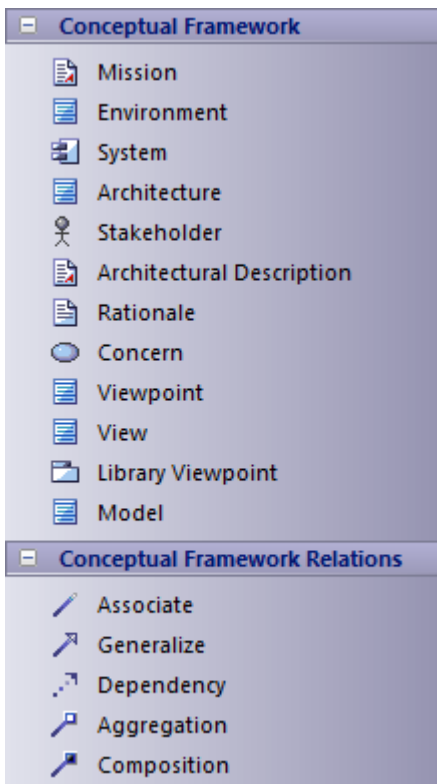 Conceptual Framework
Mission
Environment
System
Architecture
Stakeholder
Architectural Description
Rationale
Concern
Viewpoint
View
Library Viewpoint
Model
Conceptual Framework Relations
Associate
Generalize
Dependency
Aggregation
Composition